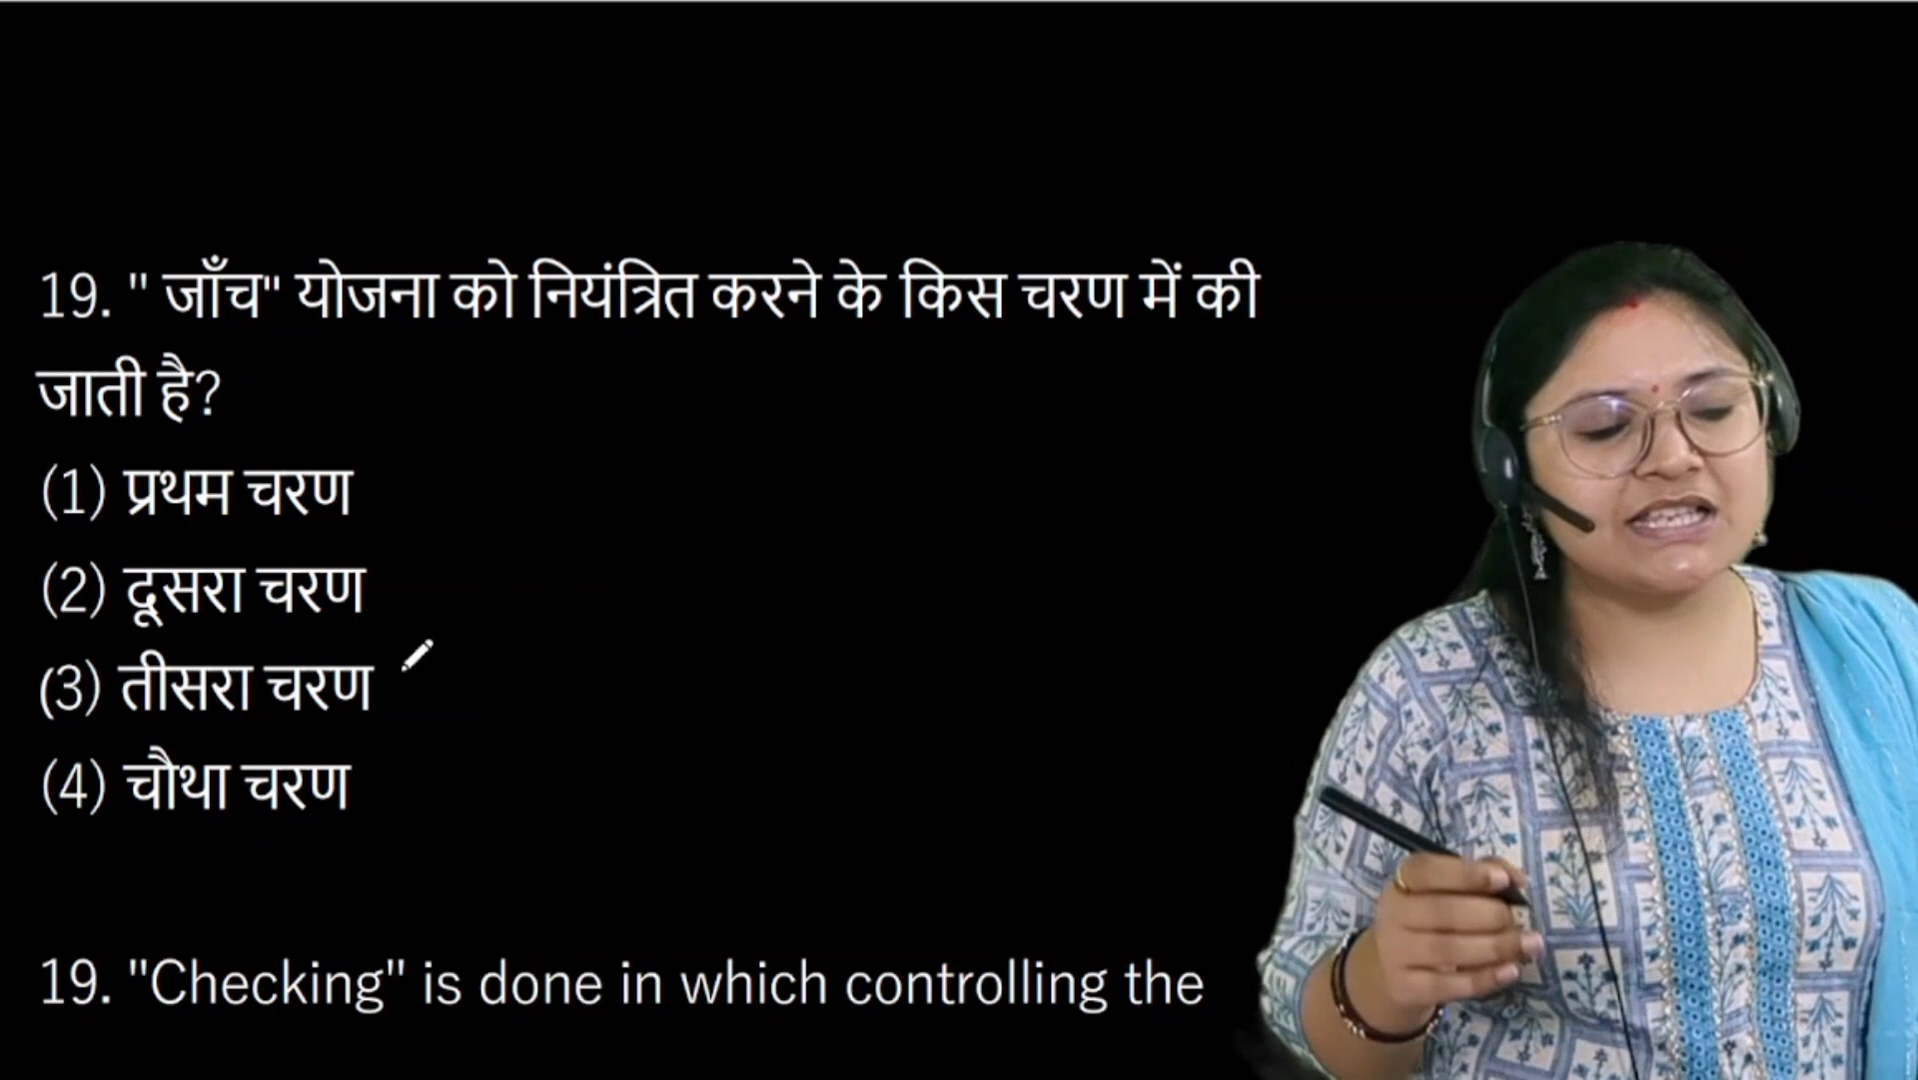 19. " जाँच" योजना को नियंत्रित करने के किस चरण में की
जाती है?
(1) प्रथम चरण
(2) दूसरा चरण
(3) तीसरा चरण
(4) चौथा चरण
19. "Checking" is done in which controlling the